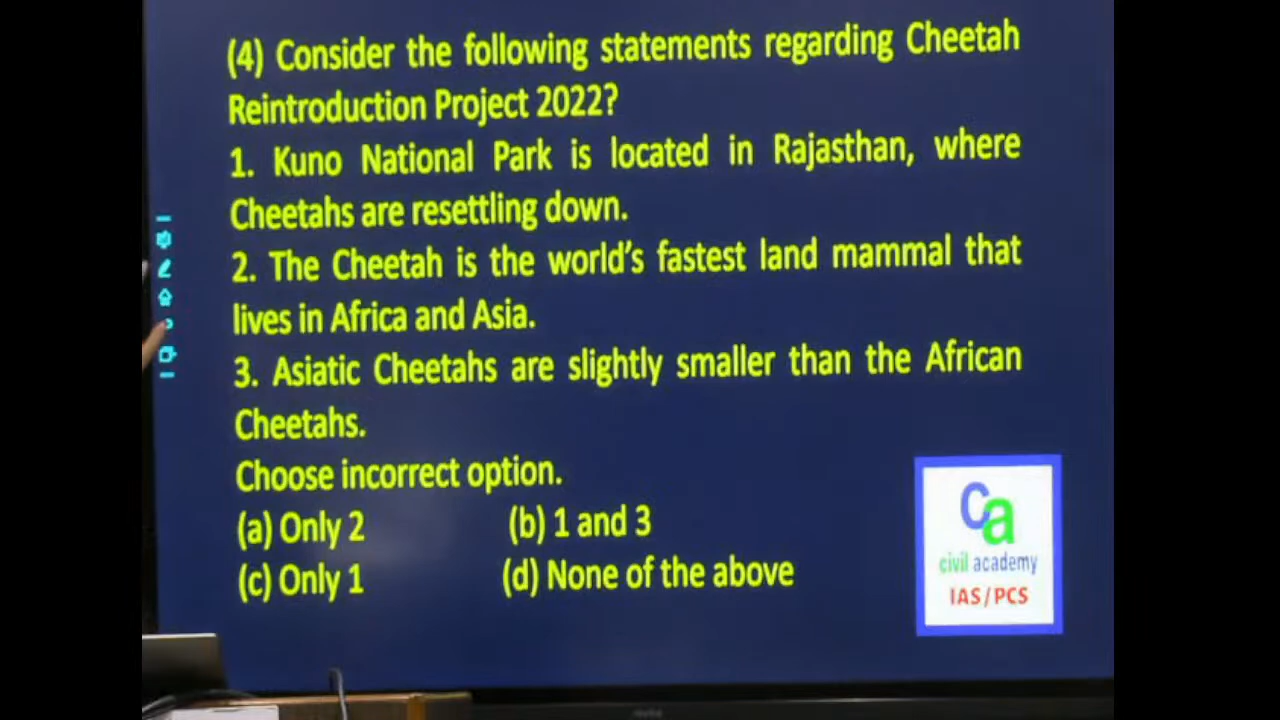 (4) Consider the following statements regarding Cheetah
Reintroduction Project 2022?
1. Kuno National Park is located in Rajasthan, where
Cheetahs are resettling down.
2. The Cheetah is the world's fastest land mammal that
lives in Africa and Asia.
3. Asiatic Cheetahs are slightly smaller than the African
Cheetahs.
Choose incorrect option.
(a) Only 2 (b) 1 and 3
(c) Only 1 (d) None of the above
Ca
civil academy
IAS/PCS